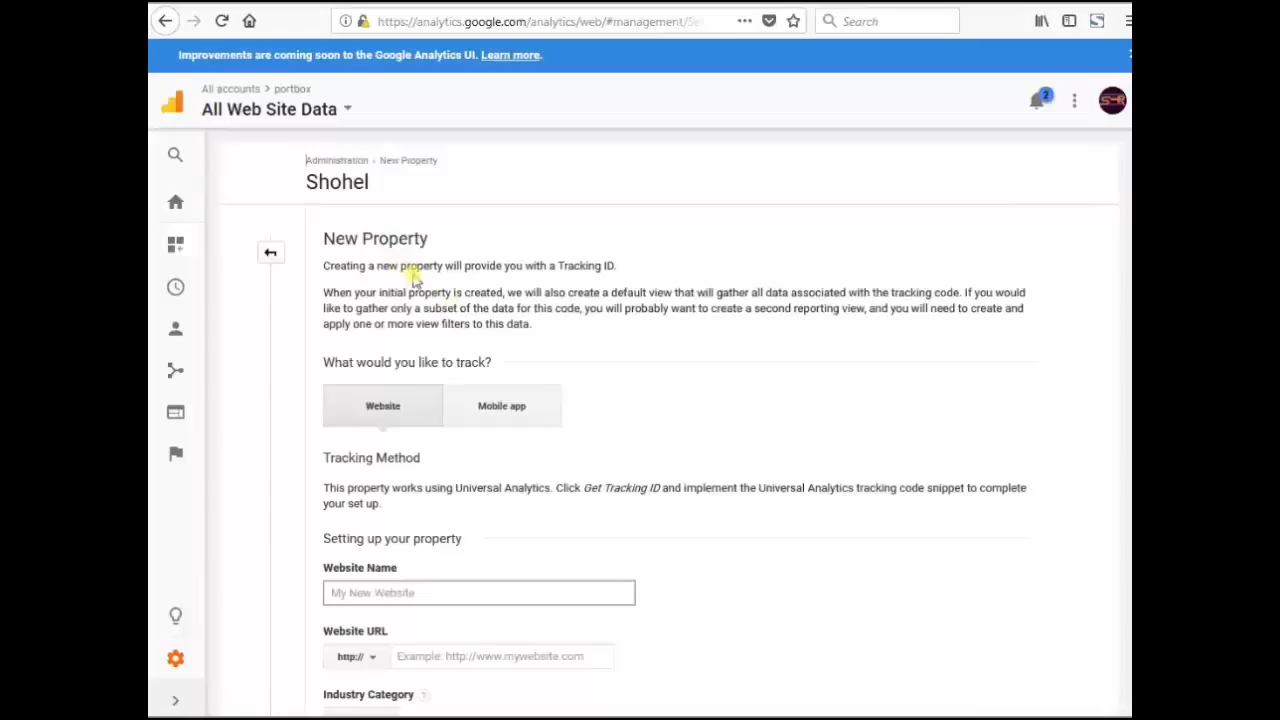 https://analytics.google.com/analytics/web/#management/Se
Search
Improvements are coming soon to the Google Analytics UI. Learn more.
All accounts > portbox
All Web Site Data
2
Administration › New Property
Shohel
New Property
Creating a new property will provide you with a Tracking ID.
When your initial property is created, we will also create a default view that will gather all data associated with the tracking code. If you would
like to gather only a subset of the data for this code, you will probably want to create a second reporting view, and you will need to create and
apply one or more view filters to this data.
What would you like to track?
Website
Mobile app
Tracking Method
This property works using Universal Analytics. Click Get Tracking ID and implement the Universal Analytics tracking code snippet to complete
your set up.
Setting up your property
Website Name
My New Website
Website URL
http://
Example: http://www.mywebsite.com
Industry Category ?